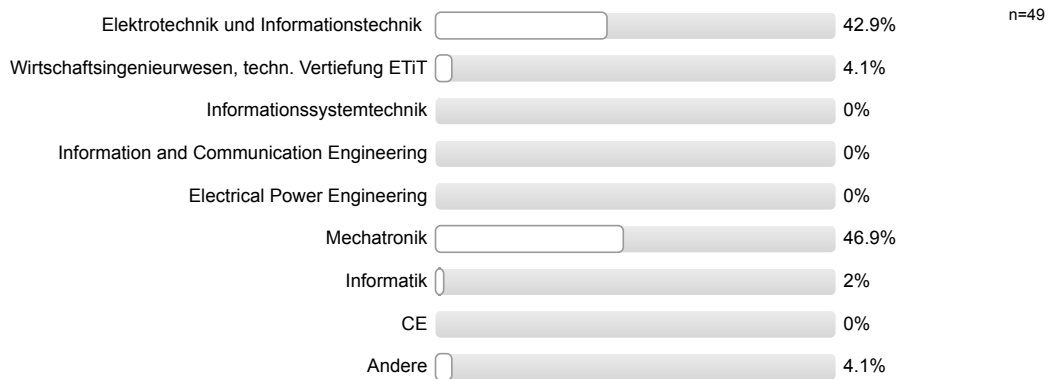 n=49
Elektrotechnik und Informationstechnik 42.9%
Wirtschaftsingenieurwesen, techn. Vertiefung ETiT 4.1%
Informationssystemtechnik 0%
Information and Communication Engineering 0%
Electrical Power Engineering 0%
Mechatronik 46.9%
Informatik 2%
CE 0%
Andere 4.1%